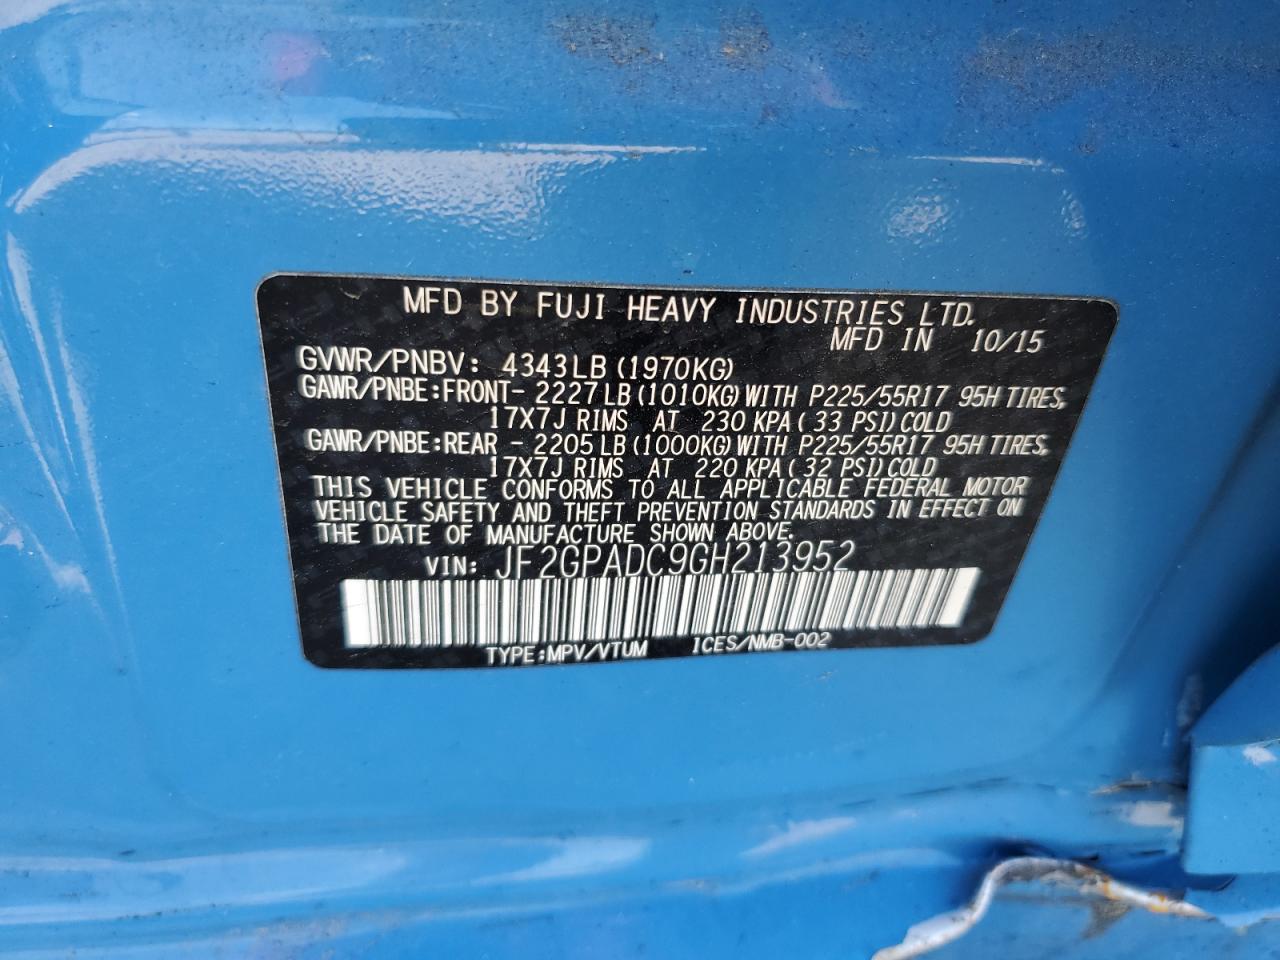 MFD BY FUJI HEAVY INDUSTRIES LTD.
MFD IN 10/15
GVWR/PNBV: 4343LB (1970KG)
GAWR/PNBE:FRONT- 2227 LB (1010KG) WITH P225/55R17 95H TIRES,
17X7J RIMS AT 230 KPA (33 PSI) COLD
GAWR/PNBE:REAR - 2205 LB (1000KG) WITH P225/55R17 95H TIRES,
17X7J RIMS AT 220 KPA (32 PSI) COLD
THIS VEHICLE CONFORMS TO ALL APPLICABLE FEDERAL MOTOR
VEHICLE SAFETY AND THEFT PREVENTION STANDARDS IN EFFECT ON
THE DATE OF MANUFACTURE SHOWN ABOVE.
VIN: JF2GPADC9GH213952
TYPE:MPV/VTUM ICES/NMB-002